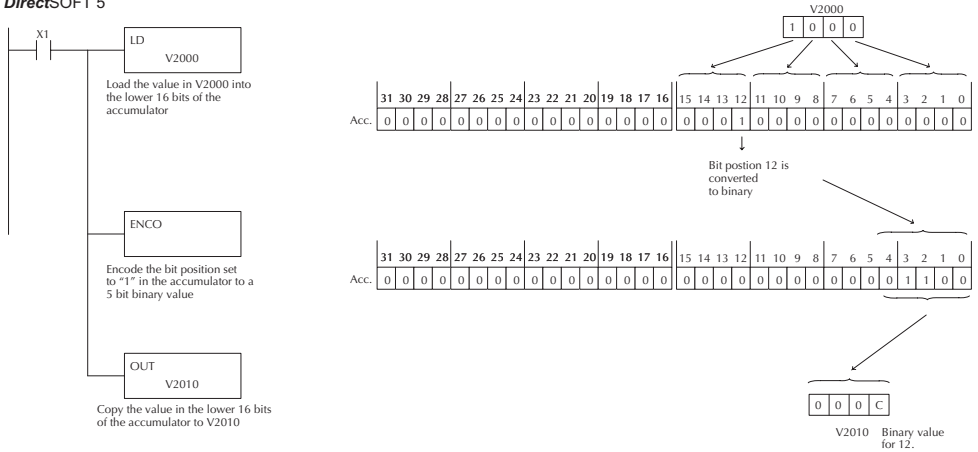 DirectSOFT 5
X1
LD
V2000
Load the value in V2000 into
the lower 16 bits of the
accumulator
ENCO
Encode the bit position set
to “1” in the accumulator to a
5 bit binary value
OUT
V2010
Copy the value in the lower 16 bits
of the accumulator to V2010
V2000
1 0 0 0
31 30 29 28 27 26 25 24 23 22 21 20 19 18 17 16 15 14 13 12 11 10 9 8 7 6 5 4 3 2 1 0
Acc. 0 0 0 0 0 0 0 0 0 0 0 0 0 0 0 0 0 0 0 1 0 0 0 0 0 0 0 0 0 0 0 0
Bit postion 12 is
converted
to binary
31 30 29 28 27 26 25 24 23 22 21 20 19 18 17 16 15 14 13 12 11 10 9 8 7 6 5 4 3 2 1 0
Acc. 0 0 0 0 0 0 0 0 0 0 0 0 0 0 0 0 0 0 0 0 0 0 0 0 0 0 0 0 1 1 0 0
0 0 0 C
V2010 Binary value
for 12.